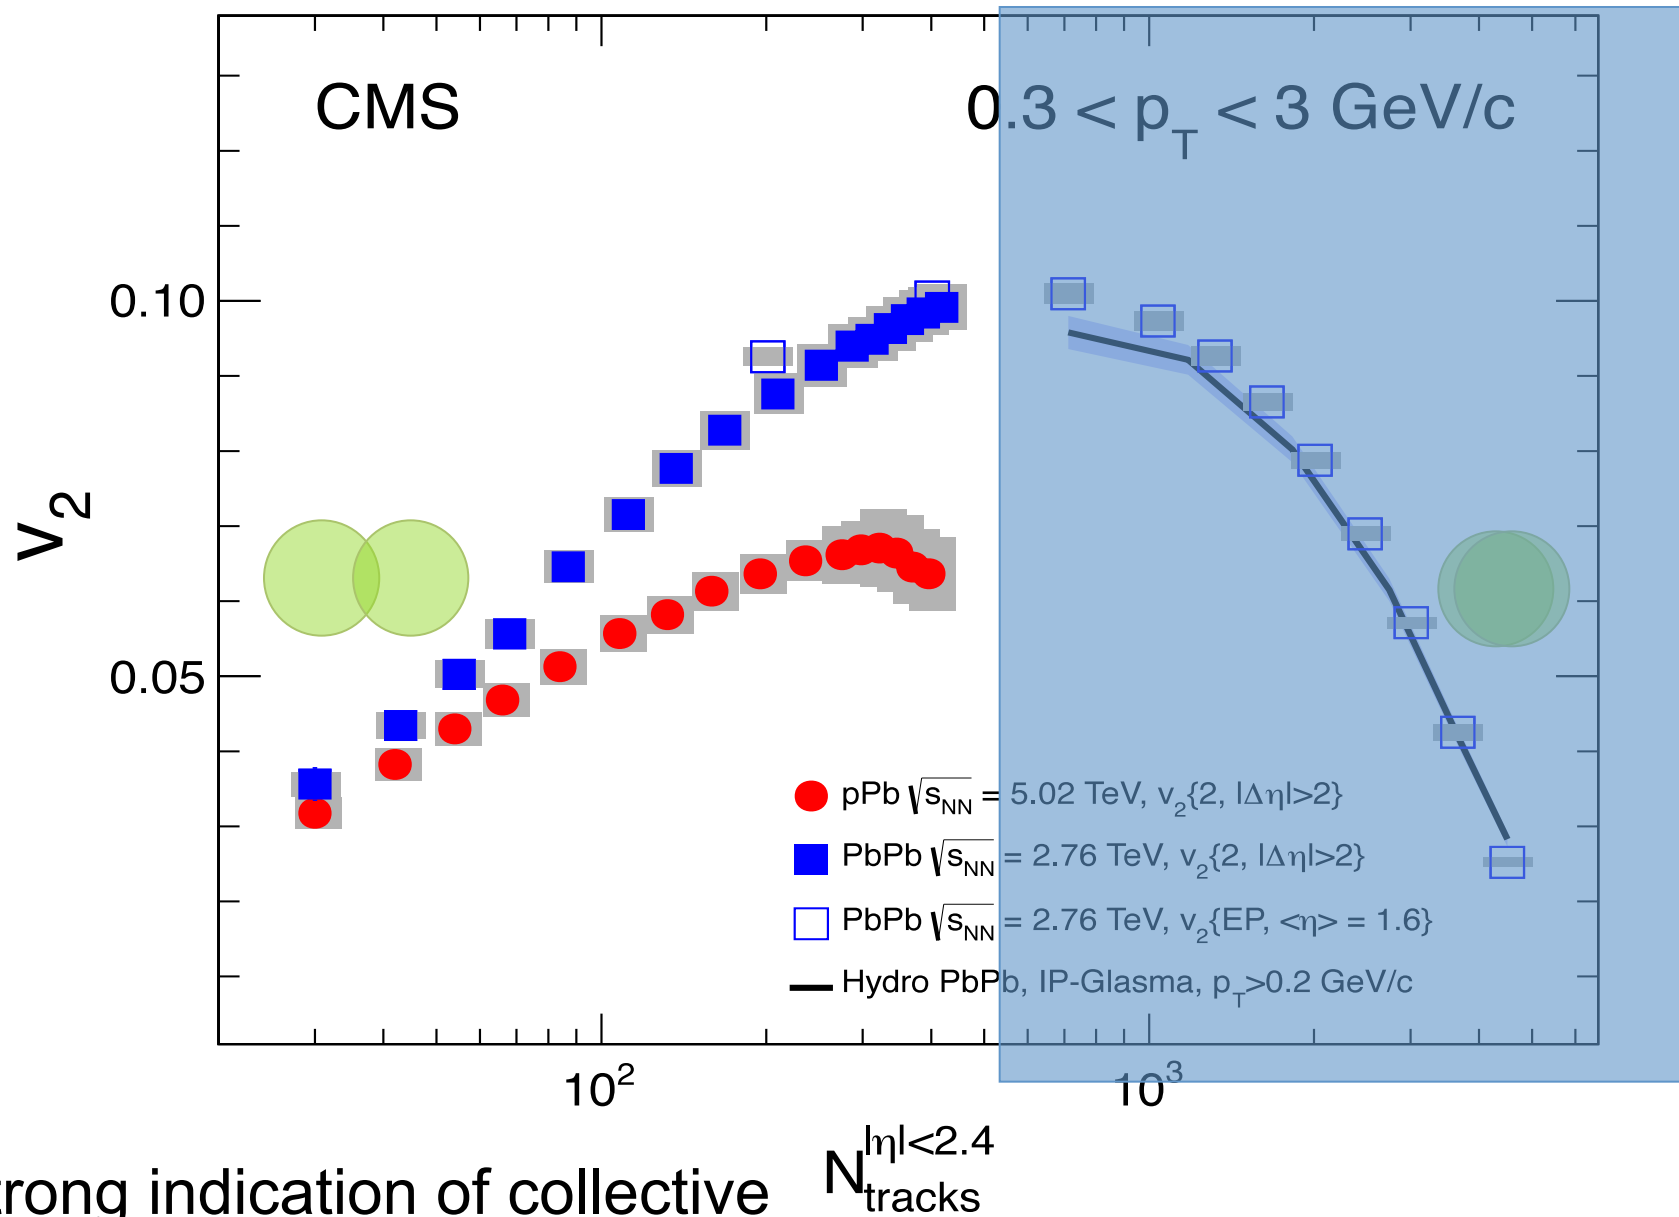 CMS
0.3 < p_T < 3 GeV/c
0.10
v_2
0.05
pPb √s_NN = 5.02 TeV, v_2{2, |Δη|>2}
PbPb √s_NN = 2.76 TeV, v_2{2, |Δη|>2}
PbPb √s_NN = 2.76 TeV, v_2{EP, <η> = 1.6}
Hydro PbPb, IP-Glasma, p_T>0.2 GeV/c
10^2
10^3
N_tracks^|η|<2.4
trong indication of collective